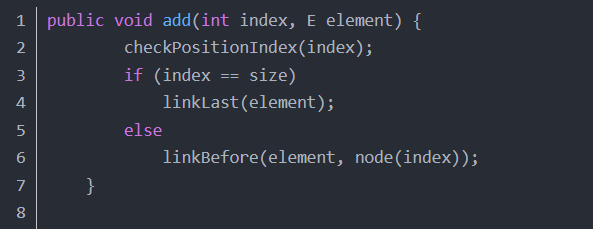 1 public void add(int index, E element) {
2         checkPositionIndex(index);
3         if (index == size)
4             linkLast(element);
5         else
6             linkBefore(element, node(index));
7     }
8